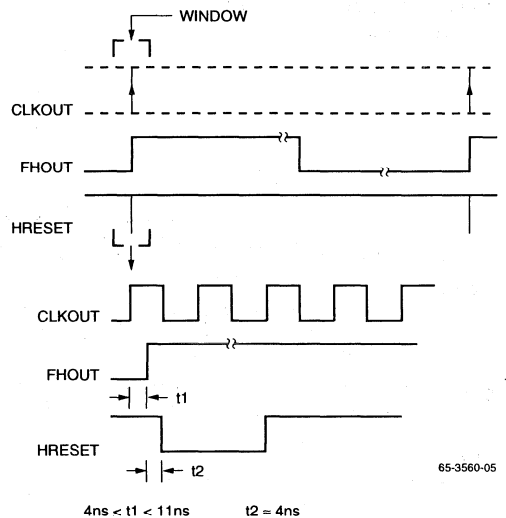 WINDOW
CLKOUT
FHOUT
HRESET
CLKOUT
FHOUT
t1
HRESET
t2
65-3560-05
4ns < t1 < 11ns t2 = 4ns